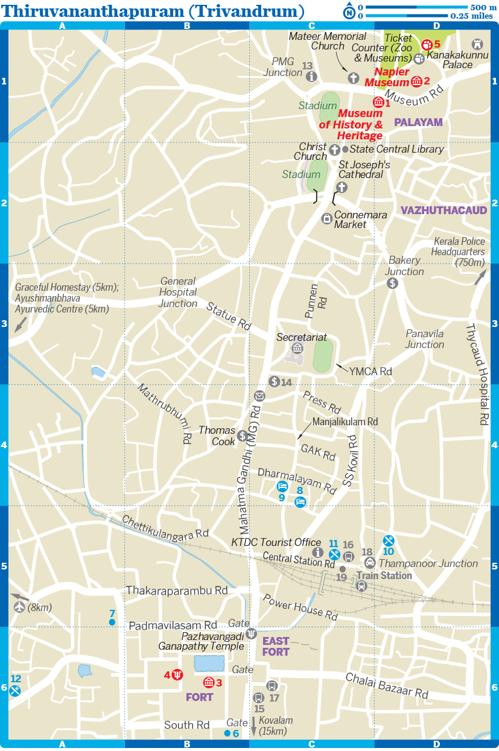 Thiruvananthapuram (Trivandrum)
N
0 500 m
0 0.25 miles
A B C D
Mateer Memorial
Church
Ticket
Counter (Zoo
& Museums)
5
Kanakakunnu
Palace
PMG
Junction
13
Napier
Museum
2
1
1
Museum Rd
1
Stadium
Museum
of History &
Heritage
PALAYAM
Christ
Church
State Central Library
St Joseph's
Cathedral
Stadium
2
2
VAZHUTHACAUD
Connemara
Market
Kerala Police
Headquarters
(750m)
Bakery
Junction
Graceful Homestay (5km);
Ayushmanbhava
Ayurvedic Centre (5km)
General
Hospital
Junction
Punnen
Rd
Statue Rd
3
3
Secretariat
Panavila
Junction
Thycaud Hospital Rd
YMCA Rd
14
Mathrubhumi Rd
Press Rd
Manjalikulam Rd
Thomas
Cook
4
4
Mahatma Gandhi (MG) Rd
GAK Rd
SS Kovil Rd
Dharmalayam Rd
9
8
Chettikulangara Rd
KTDC Tourist Office
11
16
10
Central Station Rd
18
Thampanoor Junction
19
Train Station
5
5
Thakaraparambu Rd
(8km)
7
Power House Rd
Padmavilasam Rd
Gate
Pazhavangadi
Ganapathy Temple
EAST
FORT
Gate
12
4
3
6
6
FORT
17
15
Chalai Bazaar Rd
South Rd
Gate
6
Kovalam
(15km)
A B C D